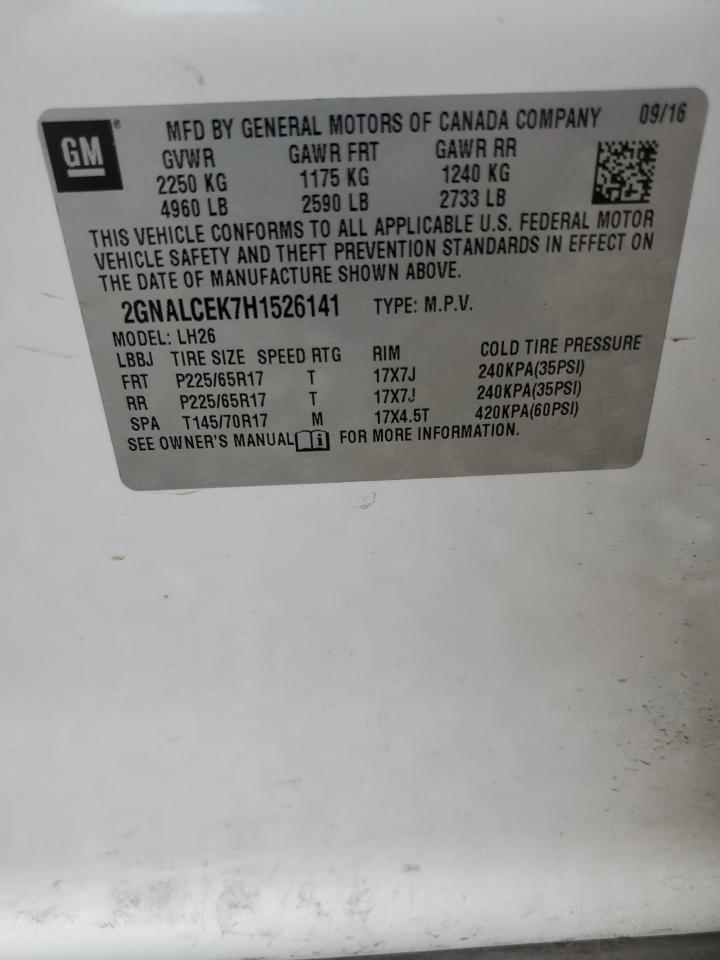 GM® MFD BY GENERAL MOTORS OF CANADA COMPANY 09/16
GVWR GAWR FRT GAWR RR
2250 KG 1175 KG 1240 KG
4960 LB 2590 LB 2733 LB
THIS VEHICLE CONFORMS TO ALL APPLICABLE U.S. FEDERAL MOTOR
VEHICLE SAFETY AND THEFT PREVENTION STANDARDS IN EFFECT ON
THE DATE OF MANUFACTURE SHOWN ABOVE.
2GNALCEK7H1526141 TYPE: M.P.V.
MODEL: LH26
LBBJ TIRE SIZE SPEED RTG RIM COLD TIRE PRESSURE
FRT P225/65R17 T 17X7J 240KPA(35PSI)
RR P225/65R17 T 17X7J 240KPA(35PSI)
SPA T145/70R17 M 17X4.5T 420KPA(60PSI)
SEE OWNER'S MANUAL FOR MORE INFORMATION.